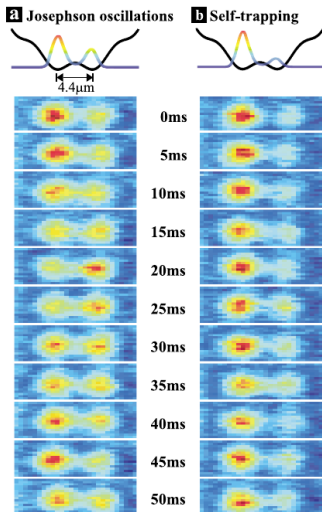 a Josephson oscillations
b Self-trapping
4.4μm
0ms
5ms
10ms
15ms
20ms
25ms
30ms
35ms
40ms
45ms
50ms